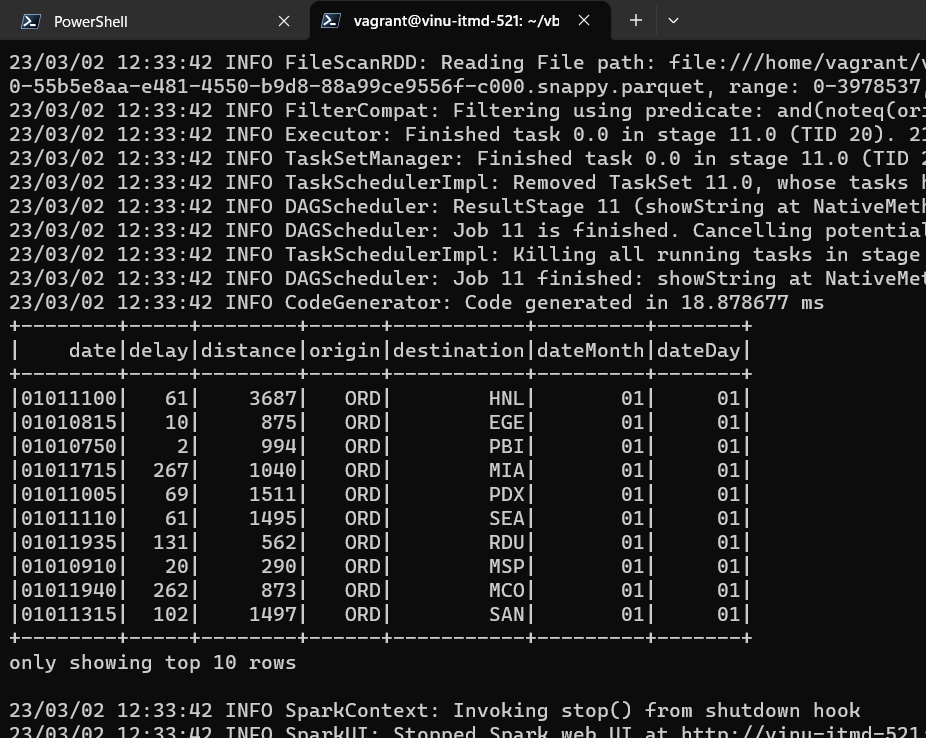 PowerShell
vagrant@vinu-itmd-521: ~/vb
23/03/02 12:33:42 INFO FileScanRDD: Reading File path: file:///home/vagrant/v
0-55b5e8aa-e481-4550-b9d8-88a99ce9556f-c000.snappy.parquet, range: 0-3978537,
23/03/02 12:33:42 INFO FilterCompat: Filtering using predicate: and(noteq(ori
23/03/02 12:33:42 INFO Executor: Finished task 0.0 in stage 11.0 (TID 20). 21
23/03/02 12:33:42 INFO TaskSetManager: Finished task 0.0 in stage 11.0 (TID 2
23/03/02 12:33:42 INFO TaskSchedulerImpl: Removed TaskSet 11.0, whose tasks h
23/03/02 12:33:42 INFO DAGScheduler: ResultStage 11 (showString at NativeMeth
23/03/02 12:33:42 INFO DAGScheduler: Job 11 is finished. Cancelling potential
23/03/02 12:33:42 INFO TaskSchedulerImpl: Killing all running tasks in stage
23/03/02 12:33:42 INFO DAGScheduler: Job 11 finished: showString at NativeMet
23/03/02 12:33:42 INFO CodeGenerator: Code generated in 18.878677 ms
+--------+-----+--------+------+-----------+---------+-------+
|    date|delay|distance|origin|destination|dateMonth|dateDay|
+--------+-----+--------+------+-----------+---------+-------+
|01011100|   61|    3687|   ORD|        HNL|       01|     01|
|01010815|   10|     875|   ORD|        EGE|       01|     01|
|01010750|    2|     994|   ORD|        PBI|       01|     01|
|01011715|  267|    1040|   ORD|        MIA|       01|     01|
|01011005|   69|    1511|   ORD|        PDX|       01|     01|
|01011110|   61|    1495|   ORD|        SEA|       01|     01|
|01011935|  131|     562|   ORD|        RDU|       01|     01|
|01010910|   20|     290|   ORD|        MSP|       01|     01|
|01011940|  262|     873|   ORD|        MCO|       01|     01|
|01011315|  102|    1497|   ORD|        SAN|       01|     01|
+--------+-----+--------+------+-----------+---------+-------+
only showing top 10 rows
23/03/02 12:33:42 INFO SparkContext: Invoking stop() from shutdown hook
23/03/02 12:33:42 INFO SparkUI: Stopped Spark web UI at http://vinu-itmd-521